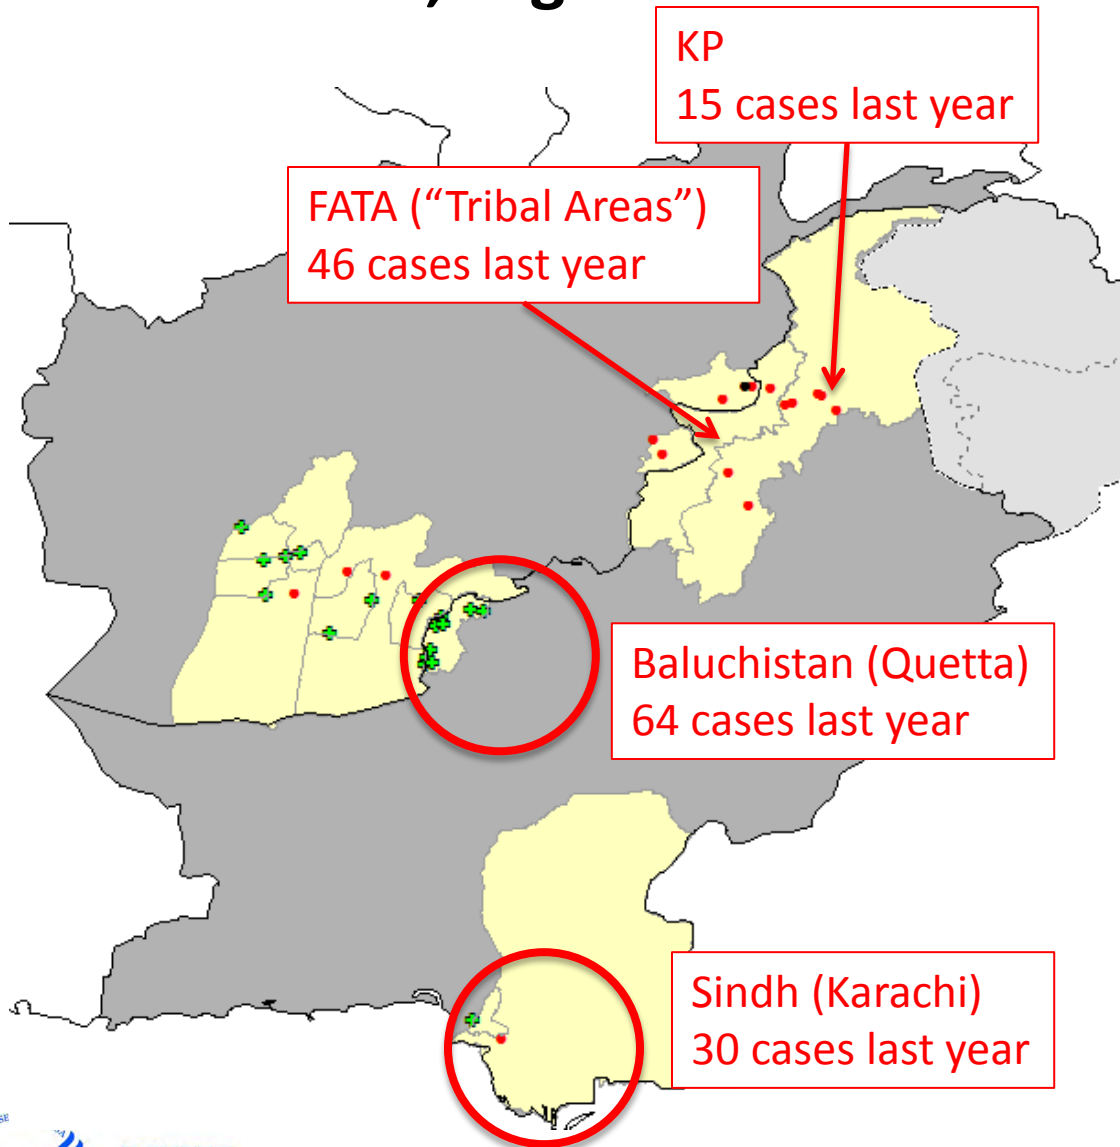 KP
15 cases last year
FATA (“Tribal Areas”)
46 cases last year
Baluchistan (Quetta)
64 cases last year
Sindh (Karachi)
30 cases last year